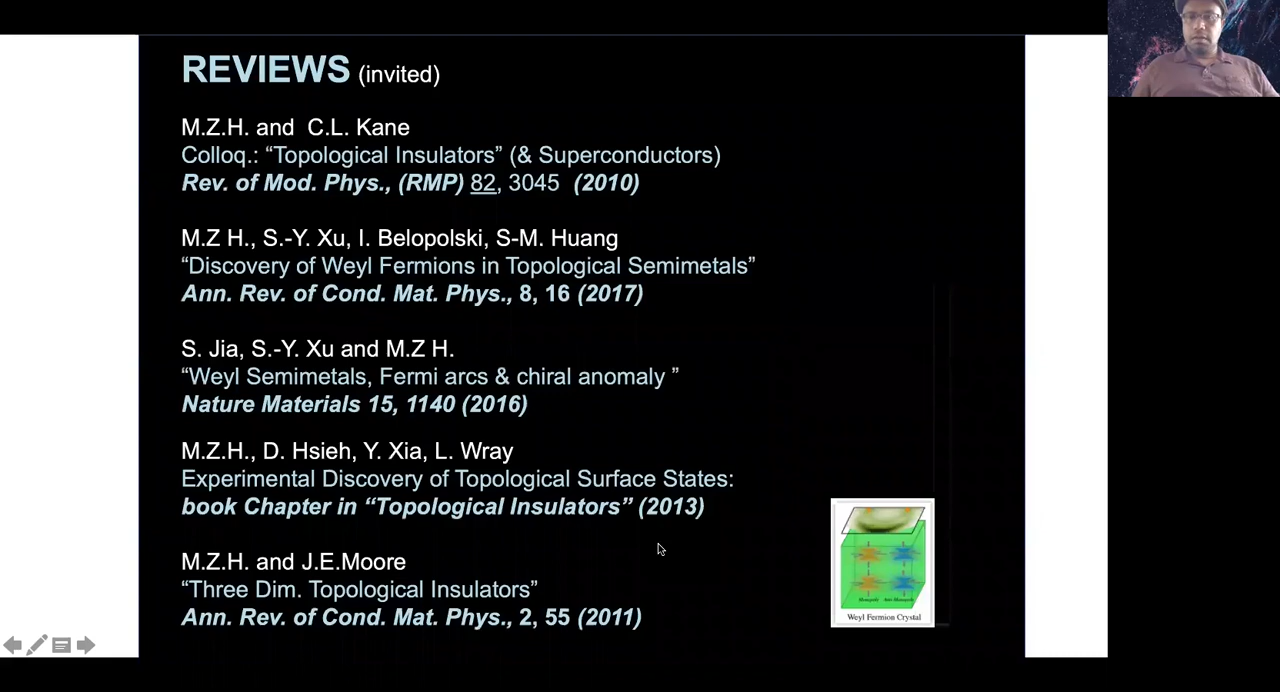 REVIEWS (invited)
M.Z.H. and C.L. Kane
Colloq.: “Topological Insulators” (& Superconductors)
Rev. of Mod. Phys., (RMP) 82, 3045 (2010)
M.Z H., S.-Y. Xu, I. Belopolski, S-M. Huang
“Discovery of Weyl Fermions in Topological Semimetals”
Ann. Rev. of Cond. Mat. Phys., 8, 16 (2017)
S. Jia, S.-Y. Xu and M.Z H.
“Weyl Semimetals, Fermi arcs & chiral anomaly ”
Nature Materials 15, 1140 (2016)
M.Z.H., D. Hsieh, Y. Xia, L. Wray
Experimental Discovery of Topological Surface States:
book Chapter in “Topological Insulators” (2013)
M.Z.H. and J.E.Moore
“Three Dim. Topological Insulators”
Ann. Rev. of Cond. Mat. Phys., 2, 55 (2011)
Monopole Anti-Monopole
Weyl Fermion Crystal